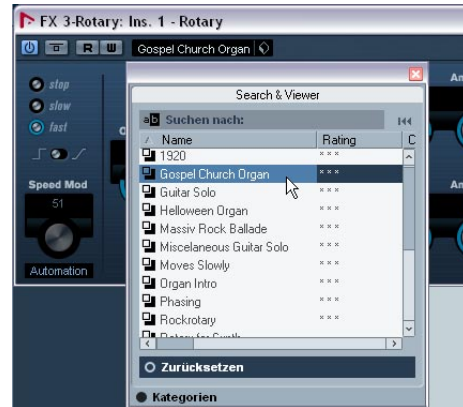 FX 3-Rotary: Ins. 1 - Rotary
R W Gospel Church Organ
stop
slow
fast
Speed Mod
51
Automation
Search & Viewer
ab Suchen nach:
Name Rating C
1920 ***
Gospel Church Organ ***
Guitar Solo ***
Helloween Organ ***
Massiv Rock Ballade ***
Miscelaneous Guitar Solo ***
Moves Slowly ***
Organ Intro ***
Phasing ***
Rockrotary ***
Zurücksetzen
Kategorien